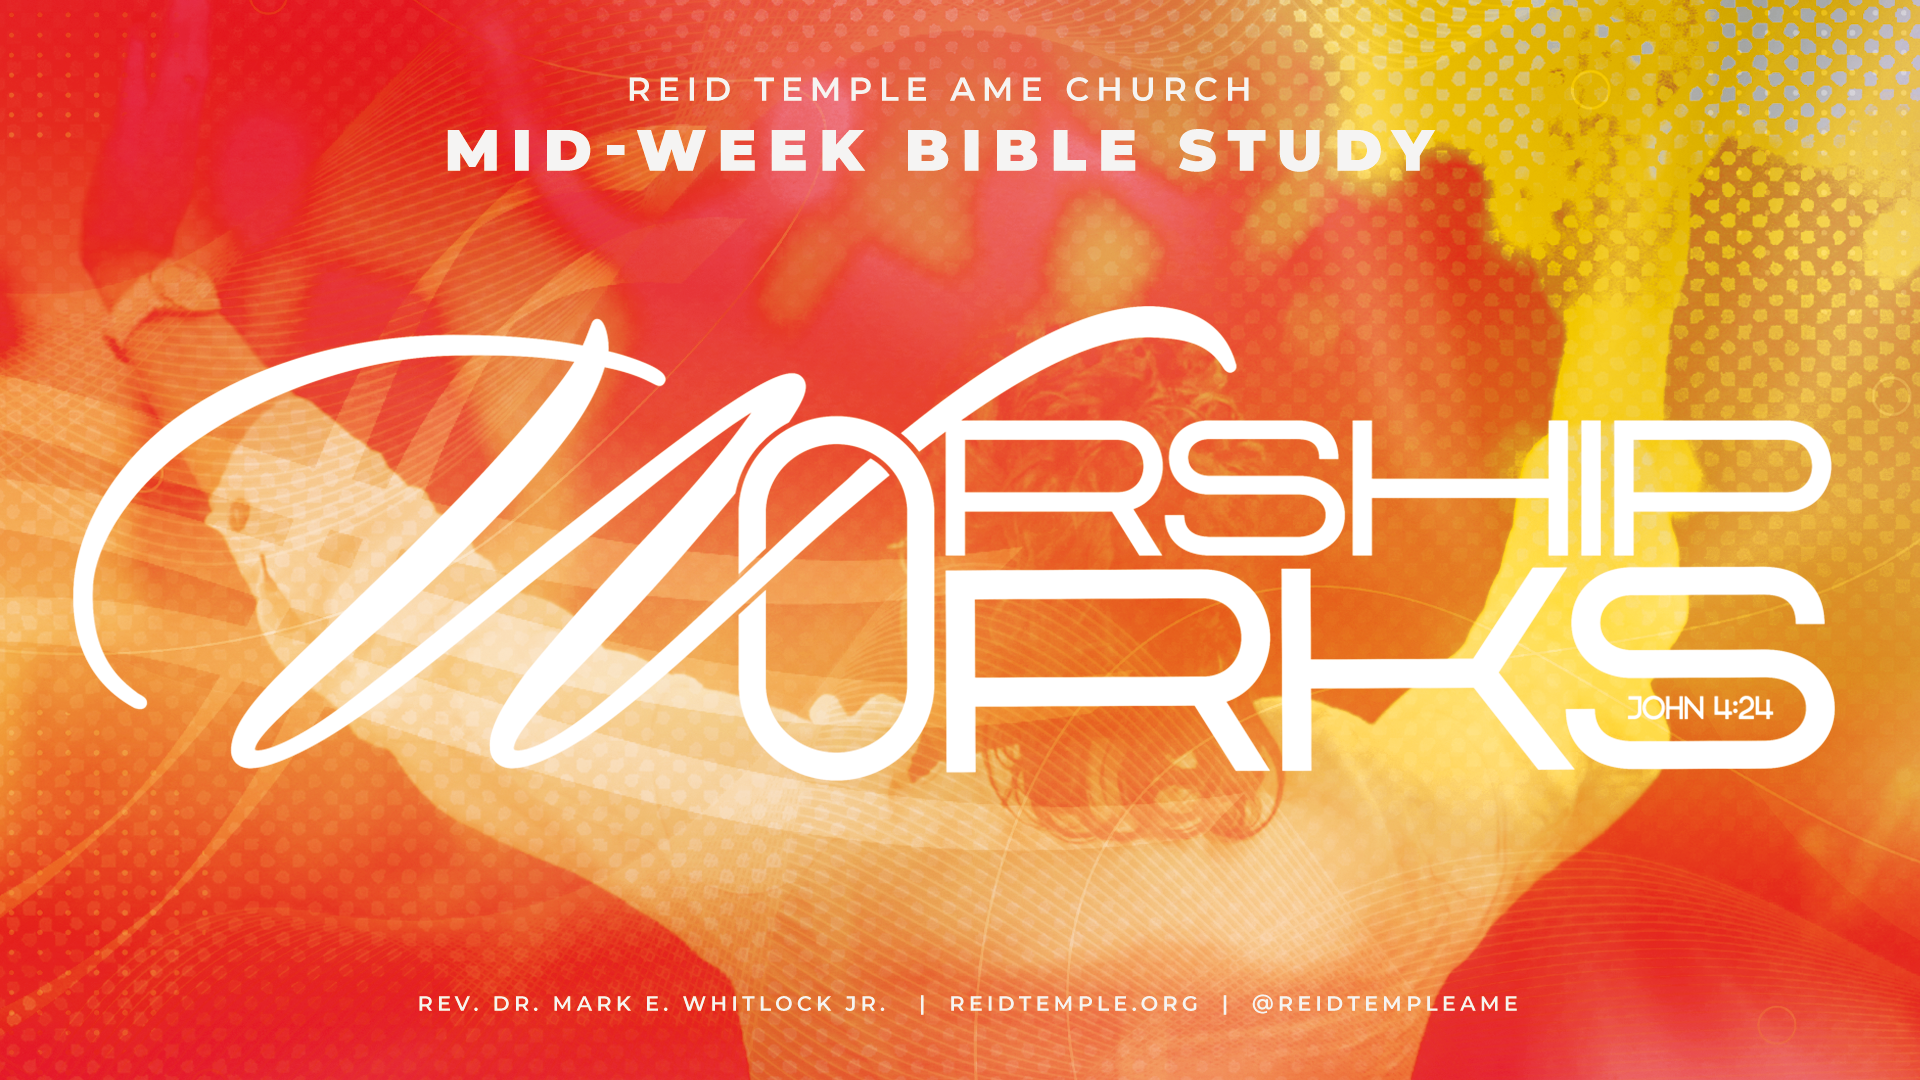 REID TEMPLE AME CHURCH
MID-WEEK BIBLE STUDY
WORSHIP
WORKS
JOHN 4:24
REV. DR. MARK E. WHITLOCK JR. | REIDTEMPLE.ORG | @REIDTEMPLEAME